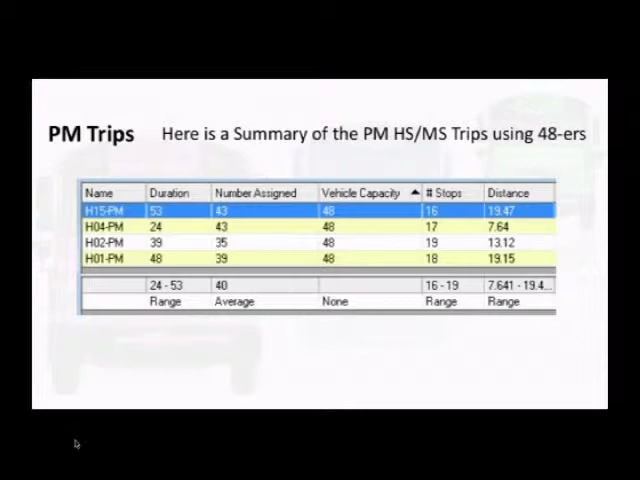 PM Trips Here is a Summary of the PM HS/MS Trips using 48-ers
Name Duration Number Assigned Vehicle Capacity # Stops Distance
H15-PM 53 43 48 16 19.47
H04-PM 24 43 48 17 7.64
H02-PM 39 35 48 19 13.12
H01-PM 48 39 48 18 19.15
24 - 53 40 16 - 19 7.641 - 19.4...
Range Average None Range Range